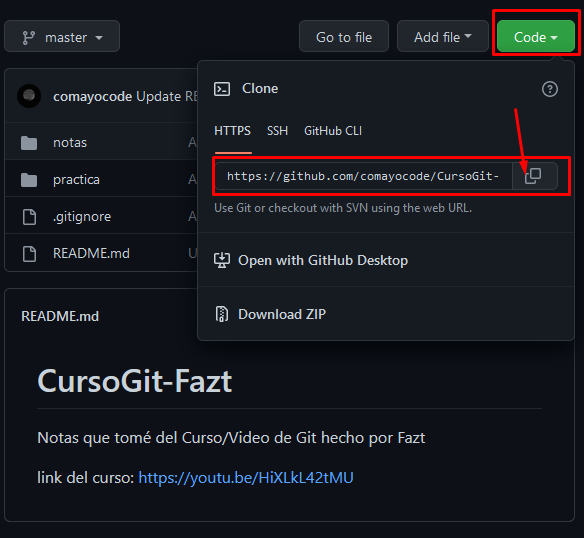 master
Go to file
Add file
Code
comayocode Update RE
Clone
HTTPS SSH GitHub CLI
notas A
practica A
https://github.com/comayocode/CursoGit-
.gitignore A
Use Git or checkout with SVN using the web URL.
README.md U
Open with GitHub Desktop
Download ZIP
README.md
CursoGit-Fazt
Notas que tomé del Curso/Video de Git hecho por Fazt
link del curso: https://youtu.be/HiXLkL42tMU